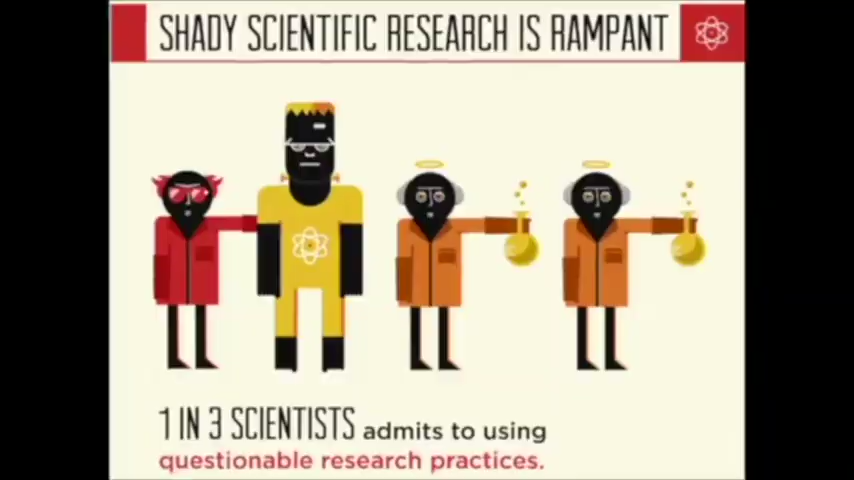 SHADY SCIENTIFIC RESEARCH IS RAMPANT
1 IN 3 SCIENTISTS admits to using
questionable research practices.